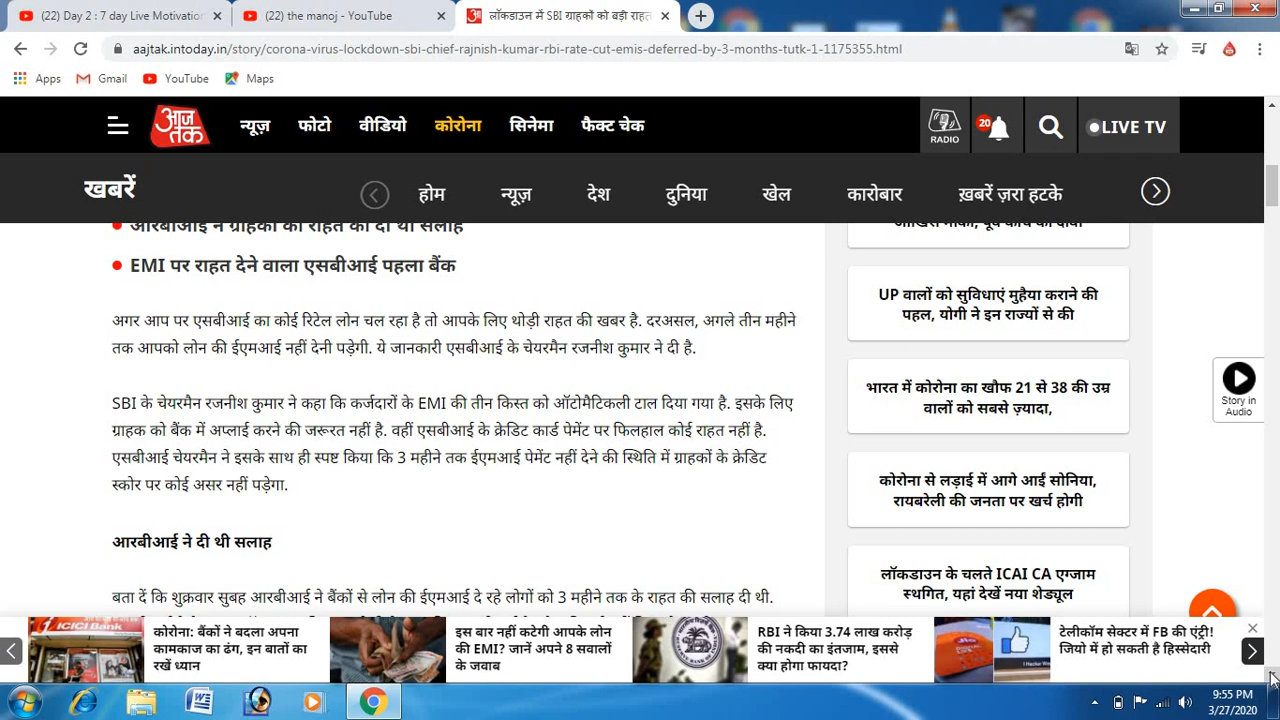 (22) Day 2 : 7 day Live Motivation
(22) the manoj - YouTube
लॉकडाउन में SBI ग्राहकों को बड़ी राहत
aajtak.intoday.in/story/corona-virus-lockdown-sbi-chief-rajnish-kumar-rbi-rate-cut-emis-deferred-by-3-months-tutk-1-1175355.html
Apps Gmail YouTube Maps
आज तक
न्यूज़ फोटो वीडियो कोरोना सिनेमा फैक्ट चेक
RADIO
20
LIVE TV
खबरें
होम न्यूज़ देश दुनिया खेल कारोबार ख़बरें ज़रा हटके
आरबीआई ने ग्राहकों को राहत की दी थी सलाह
EMI पर राहत देने वाला एसबीआई पहला बैंक
अगर आप पर एसबीआई का कोई रिटेल लोन चल रहा है तो आपके लिए थोड़ी राहत की खबर है. दरअसल, अगले तीन महीने
तक आपको लोन की ईएमआई नहीं देनी पड़ेगी. ये जानकारी एसबीआई के चेयरमैन रजनीश कुमार ने दी है.
SBI के चेयरमैन रजनीश कुमार ने कहा कि कर्जदारों के EMI की तीन किस्त को ऑटोमैटिकली टाल दिया गया है. इसके लिए
ग्राहक को बैंक में अप्लाई करने की जरूरत नहीं है. वहीं एसबीआई के क्रेडिट कार्ड पेमेंट पर फिलहाल कोई राहत नहीं है.
एसबीआई चेयरमैन ने इसके साथ ही स्पष्ट किया कि 3 महीने तक ईएमआई पेमेंट नहीं देने की स्थिति में ग्राहकों के क्रेडिट
स्कोर पर कोई असर नहीं पड़ेगा.
आरबीआई ने दी थी सलाह
बता दें कि शुक्रवार सुबह आरबीआई ने बैंकों से लोन की ईएमआई दे रहे लोगों को 3 महीने तक के राहत की सलाह दी थी.
UP वालों को सुविधाएं मुहैया कराने की
पहल, योगी ने इन राज्यों से की
भारत में कोरोना का खौफ 21 से 38 की उम्र
वालों को सबसे ज़्यादा,
कोरोना से लड़ाई में आगे आईं सोनिया,
रायबरेली की जनता पर खर्च होगी
लॉकडाउन के चलते ICAI CA एग्जाम
स्थगित, यहां देखें नया शेड्यूल
Story in
Audio
ICICI Bank
कोरोना: बैंकों ने बदला अपना
कामकाज का ढंग, इन बातों का
रखें ध्यान
इस बार नहीं कटेगी आपके लोन
की EMI? जानें अपने 8 सवालों
के जवाब
RBI ने किया 3.74 लाख करोड़
की नकदी का इंतजाम, इससे
क्या होगा फायदा?
टेलीकॉम सेक्टर में FB की एंट्री!
जियो में हो सकती है हिस्सेदारी
9:55 PM
3/27/2020